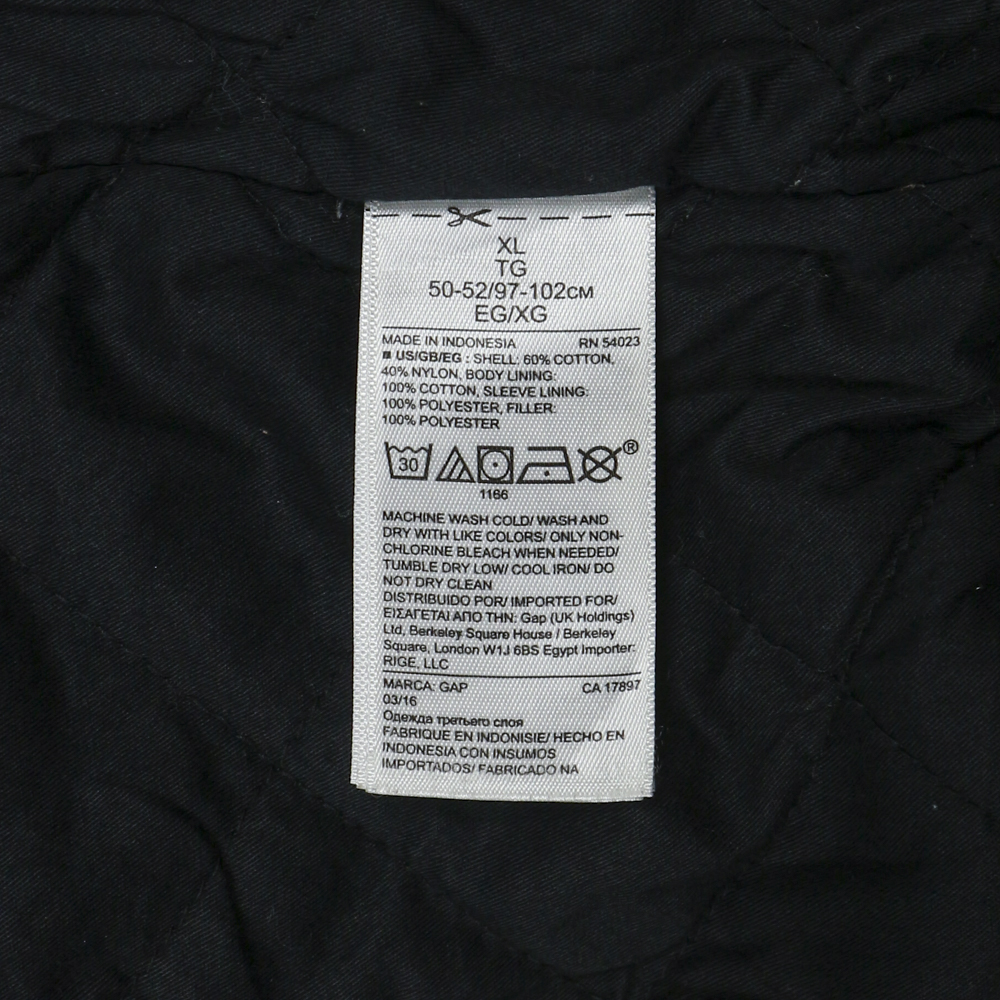 XL
TG
50-52/97-102см
EG/XG
MADE IN INDONESIA RN 54023
■ US/GB/EG : SHELL: 60% COTTON,
40% NYLON, BODY LINING:
100% COTTON, SLEEVE LINING:
100% POLYESTER, FILLER:
100% POLYESTER
30
®
1166
MACHINE WASH COLD/ WASH AND
DRY WITH LIKE COLORS/ ONLY NON-
CHLORINE BLEACH WHEN NEEDED/
TUMBLE DRY LOW/ COOL IRON/ DO
NOT DRY CLEAN
DISTRIBUIDO POR/ IMPORTED FOR/
ΕΙΣΑΓΕΤΑΙ ΑΠΟ ΤΗΝ: Gap (UK Holdings)
Ltd, Berkeley Square House / Berkeley
Square, London W1J 6BS Egypt Importer:
RIGE, LLC
MARCA: GAP CA 17897
03/16
Одежда третьего слоя
FABRIQUE EN INDONISIE/ HECHO EN
INDONESIA CON INSUMOS
IMPORTADOS/ FABRICADO NA